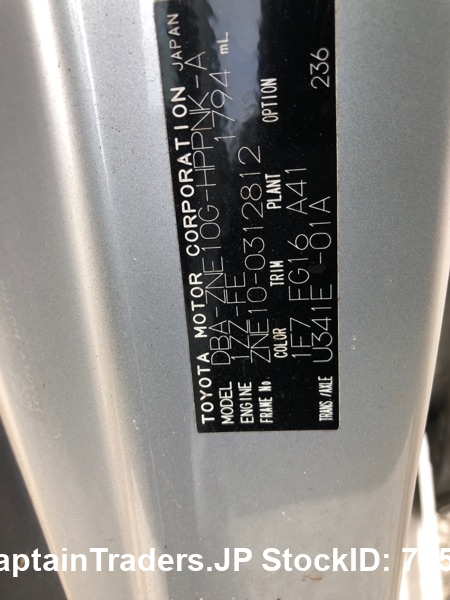 TOYOTA MOTOR CORPORATION JAPAN
MODEL DBA-ZNE10G-HPPNK-A
ENGINE 1ZZ-FE 1794 mL
FRAME No. ZNE10-0312812
COLOR TRIM PLANT OPTION
1E7 FG16 A41 236
TRANS/AXLE U341E -01A
aptainTraders.JP StockID: 7